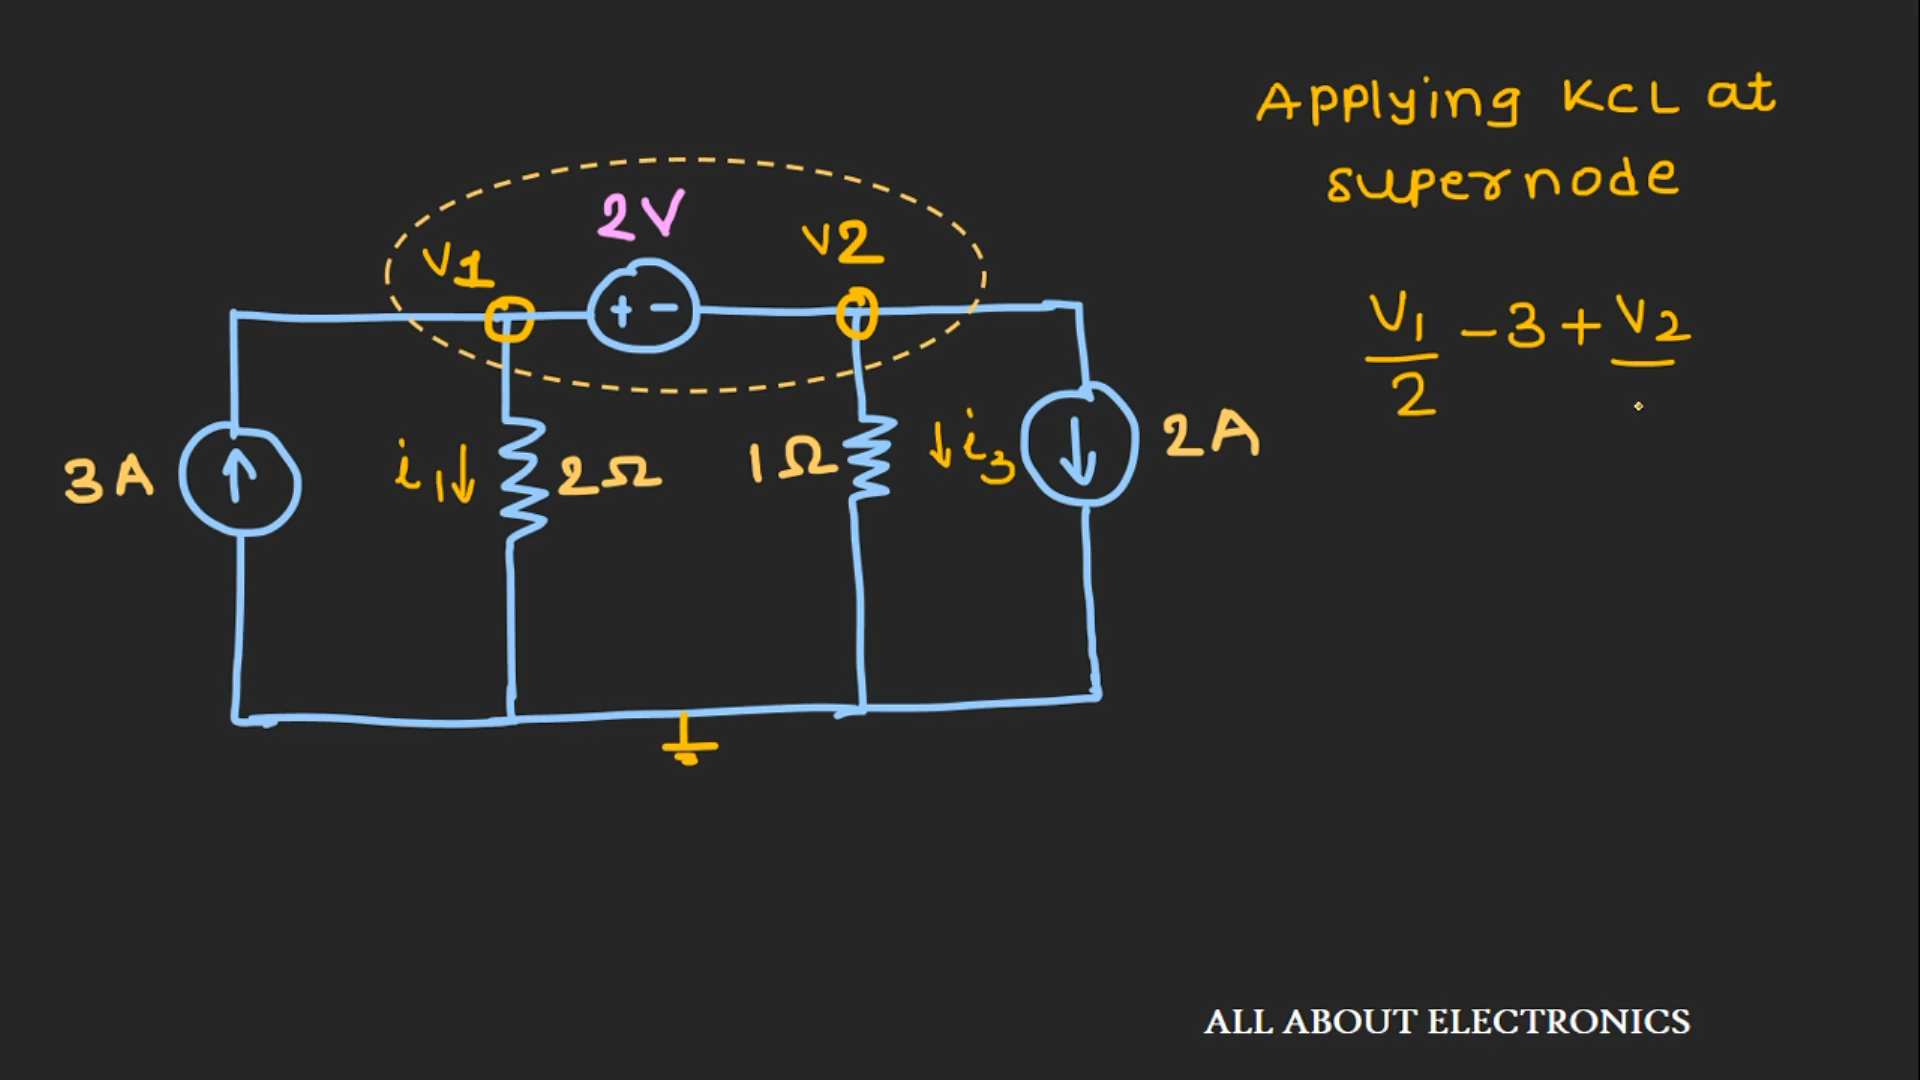 Applying KCL at
supernode
2V
V1
V2
+ -
V1/2 - 3 + V2
3A
i1↓
2Ω
1Ω
↓i3
2A
ALL ABOUT ELECTRONICS